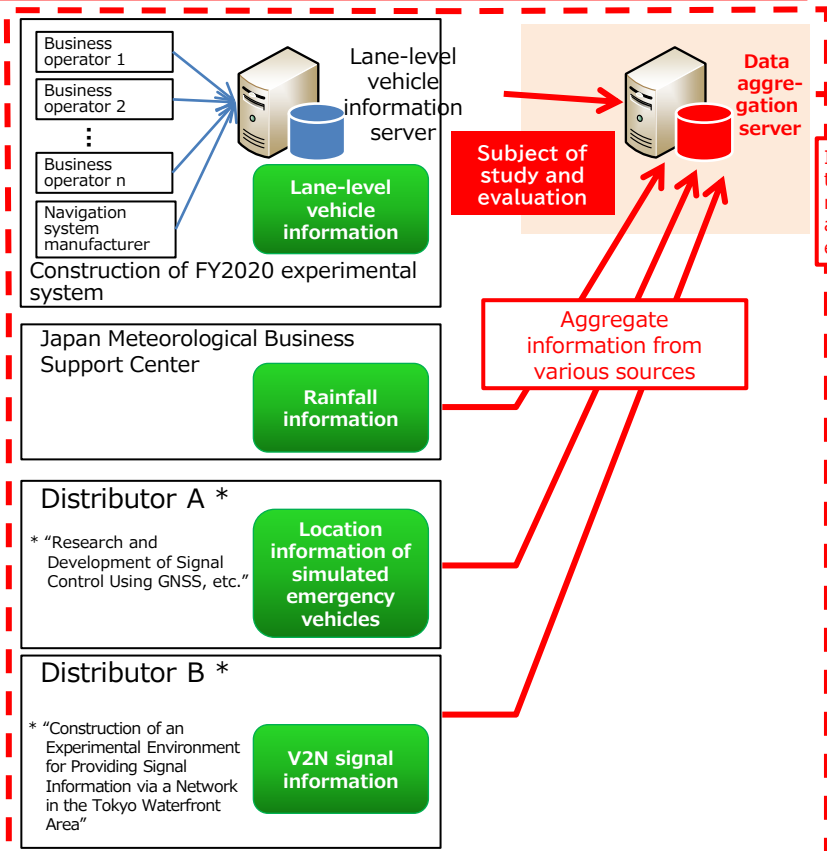 Business
operator 1
Business
operator 2
⋮
Business
operator n
Navigation
system
manufacturer
Lane-level
vehicle
information
server
Lane-level
vehicle
information
Construction of FY2020 experimental
system
Subject of
study and
evaluation
Data
aggre-
gation
server
Aggregate
information from
various sources
Japan Meteorological Business
Support Center
Rainfall
information
Distributor A *
* “Research and
Development of Signal
Control Using GNSS, etc.”
Location
information of
simulated
emergency
vehicles
Distributor B *
* “Construction of an
Experimental Environment
for Providing Signal
Information via a Network
in the Tokyo Waterfront
Area”
V2N signal
information